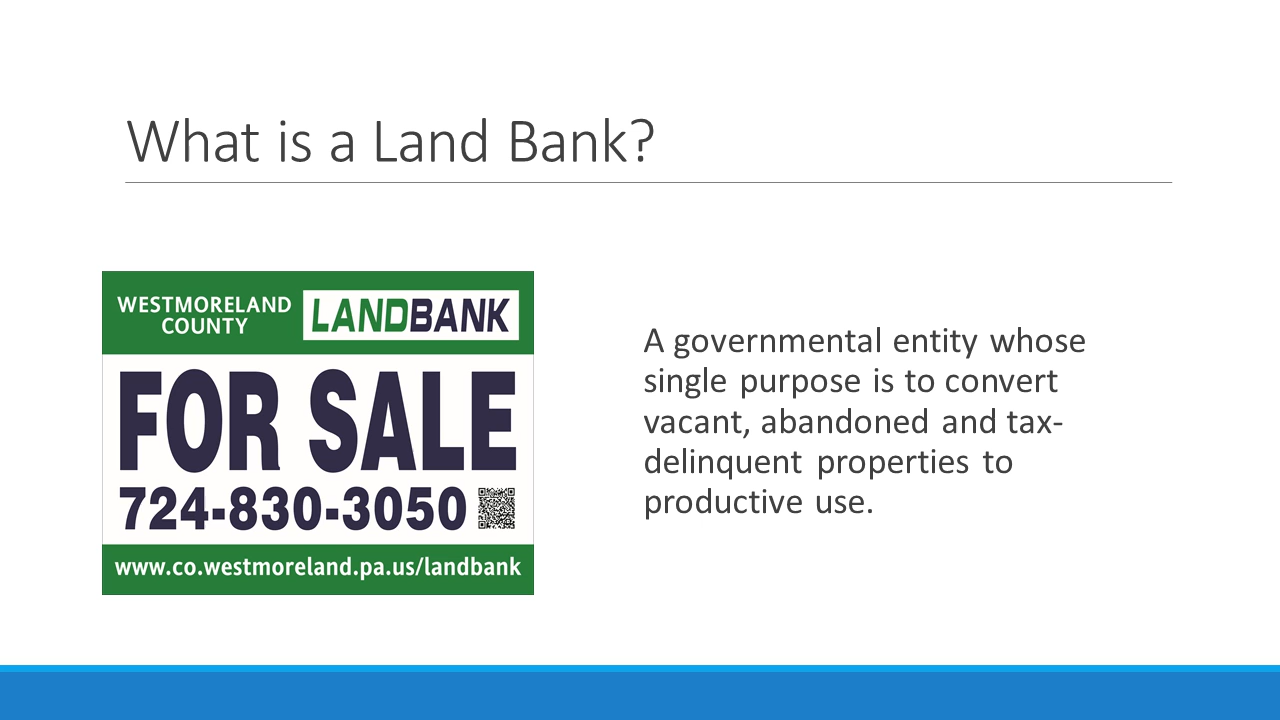 What is a Land Bank?
WESTMORELAND
COUNTY
LANDBANK
FOR SALE
724-830-3050
www.co.westmoreland.pa.us/landbank
A governmental entity whose
single purpose is to convert
vacant, abandoned and tax-
delinquent properties to
productive use.